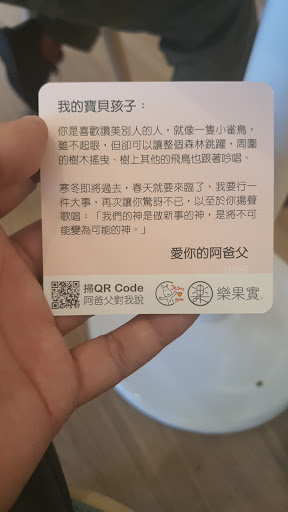 我的寶貝孩子：
你是喜歡讚美別人的人，就像一隻小雀鳥，
雖不起眼，但卻可以讓整個森林跳躍，周圍
的樹木搖曳、樹上其他的飛鳥也跟著吟唱。
寒冬即將過去，春天就要來臨了，我要行一
件大事，再次讓你驚訝不已，以至於你揚聲
歌唱：「我們的神是做新事的神，是將不可
能變為可能的神。」
愛你的阿爸父
掃QR Code
阿爸父對我說
樂果實